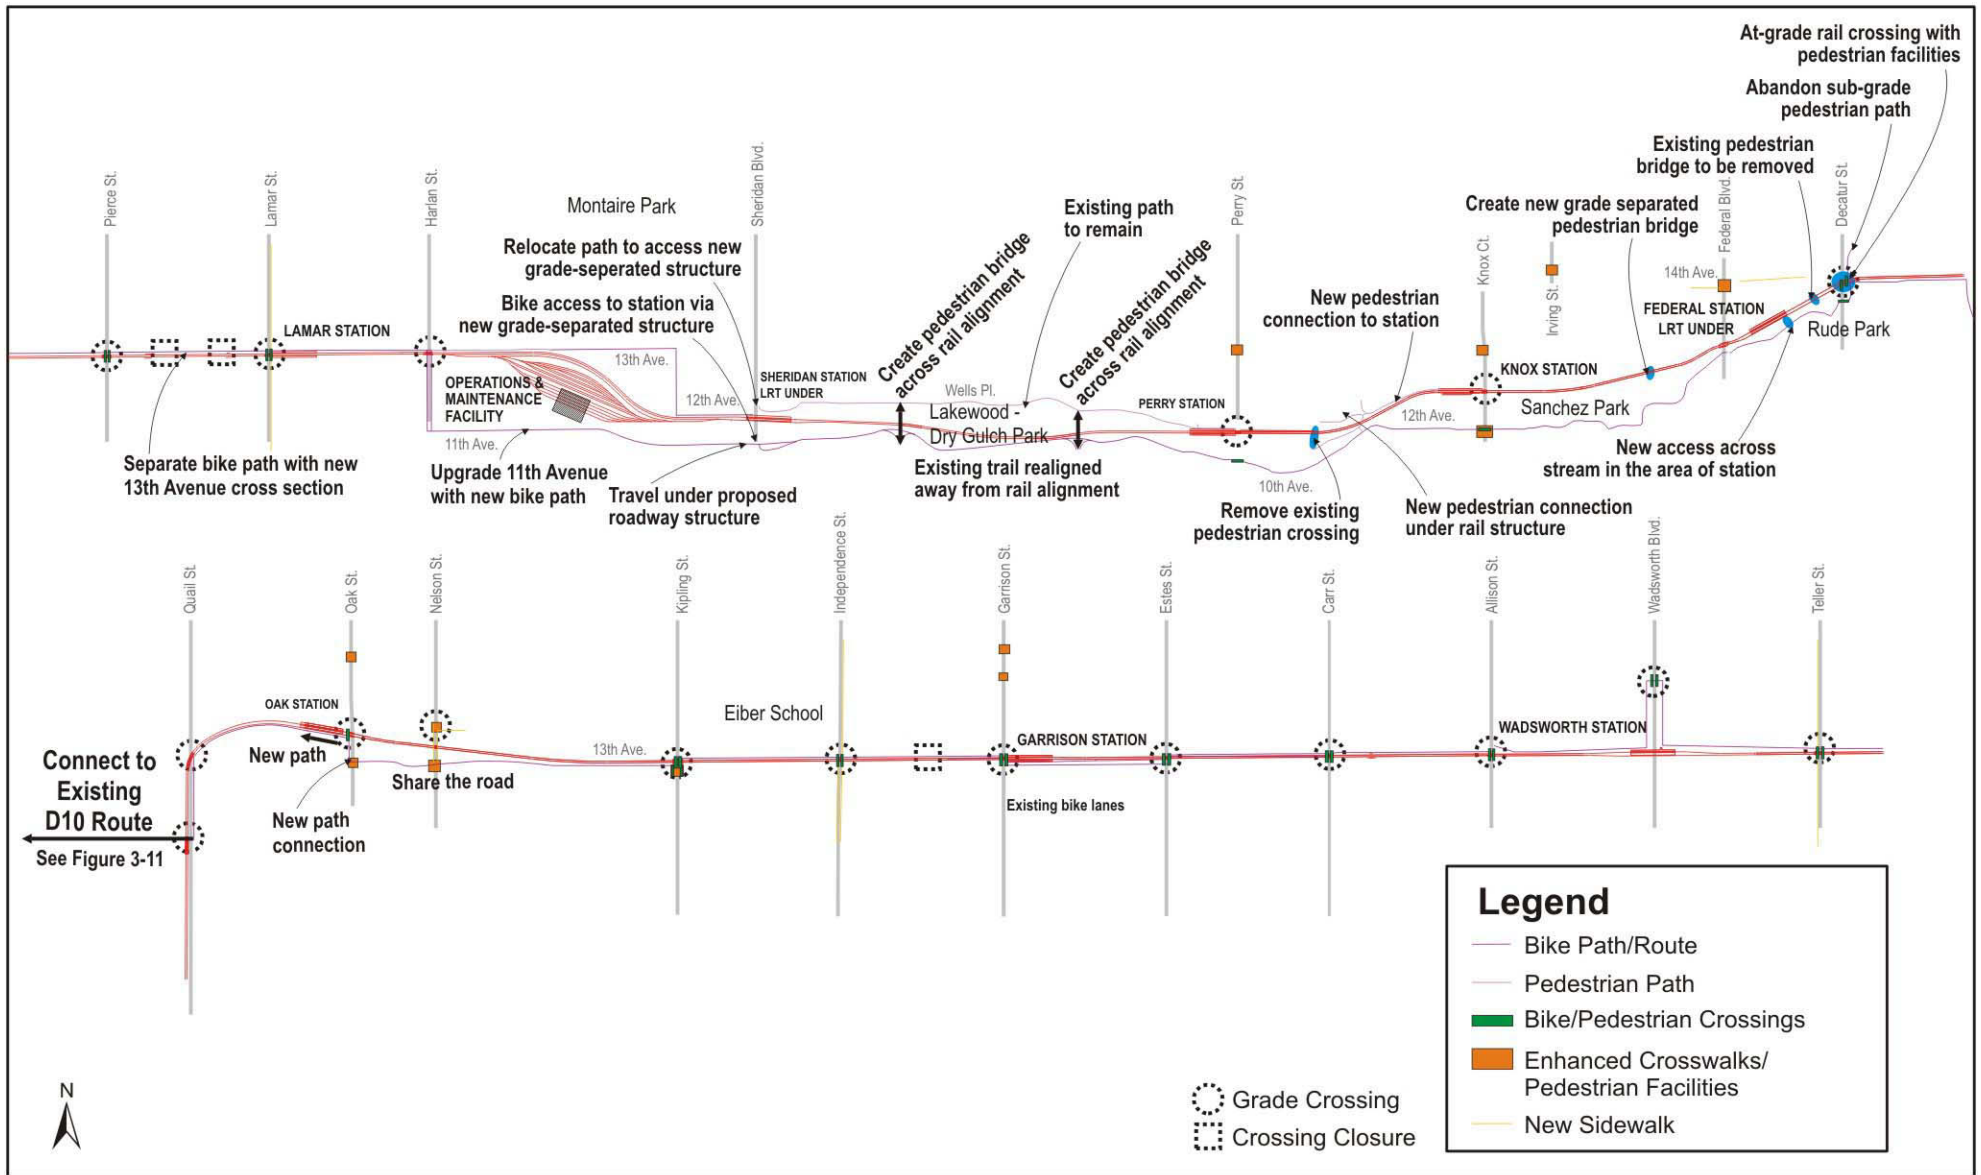 At-grade rail crossing with
pedestrian facilities
Abandon sub-grade
pedestrian path
Existing pedestrian
bridge to be removed
Create new grade separated
pedestrian bridge
Pierce St.
Lamar St.
Harlan St.
Sheridan Blvd.
Perry St.
Knox Ct.
Irving St.
Federal Blvd.
Decatur St.
Montaire Park
Relocate path to access new
grade-seperated structure
Bike access to station via
new grade-separated structure
Create pedestrian bridge
across rail alignment
Existing path
to remain
Create pedestrian bridge
across rail alignment
New pedestrian
connection to station
14th Ave.
FEDERAL STATION
LRT UNDER
Rude Park
LAMAR STATION
13th Ave.
OPERATIONS &
MAINTENANCE
FACILITY
SHERIDAN STATION
LRT UNDER
12th Ave.
Wells Pl.
Lakewood -
Dry Gulch Park
PERRY STATION
KNOX STATION
12th Ave.
Sanchez Park
11th Ave.
10th Ave.
Separate bike path with new
13th Avenue cross section
Upgrade 11th Avenue
with new bike path
Travel under proposed
roadway structure
Existing trail realigned
away from rail alignment
Remove existing
pedestrian crossing
New pedestrian connection
under rail structure
New access across
stream in the area of station
Quail St.
Oak St.
Nelson St.
Kipling St.
Independence St.
Garrison St.
Estes St.
Carr St.
Allison St.
Wadsworth Blvd.
Teller St.
OAK STATION
New path
Share the road
13th Ave.
Eiber School
GARRISON STATION
WADSWORTH STATION
Existing bike lanes
Connect to
Existing
D10 Route
See Figure 3-11
New path
connection
N
Grade Crossing
Crossing Closure
Legend
Bike Path/Route
Pedestrian Path
Bike/Pedestrian Crossings
Enhanced Crosswalks/
Pedestrian Facilities
New Sidewalk